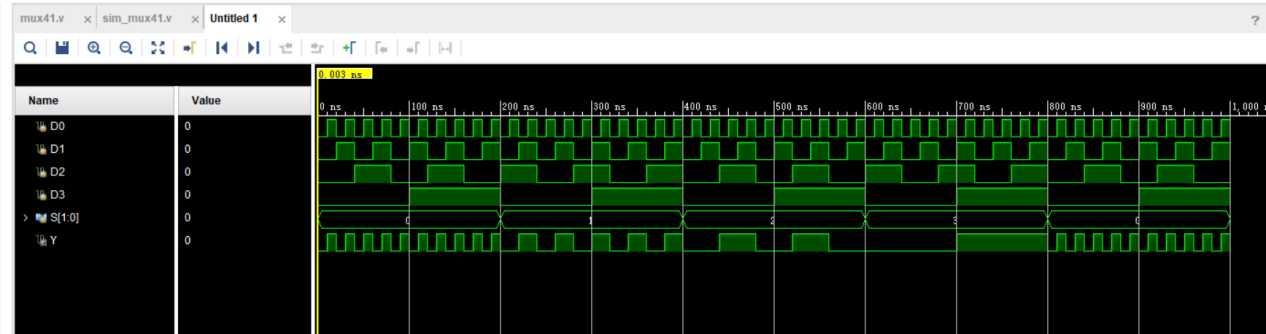 mux41.v × sim_mux41.v × Untitled 1 × ?
0.003 ns
Name Value
0 ns 100 ns 200 ns 300 ns 400 ns 500 ns 600 ns 700 ns 800 ns 900 ns 1,000
D0 0
D1 0
D2 0
D3 0
> S[1:0] 0 0 1 2 3 0
Y 0